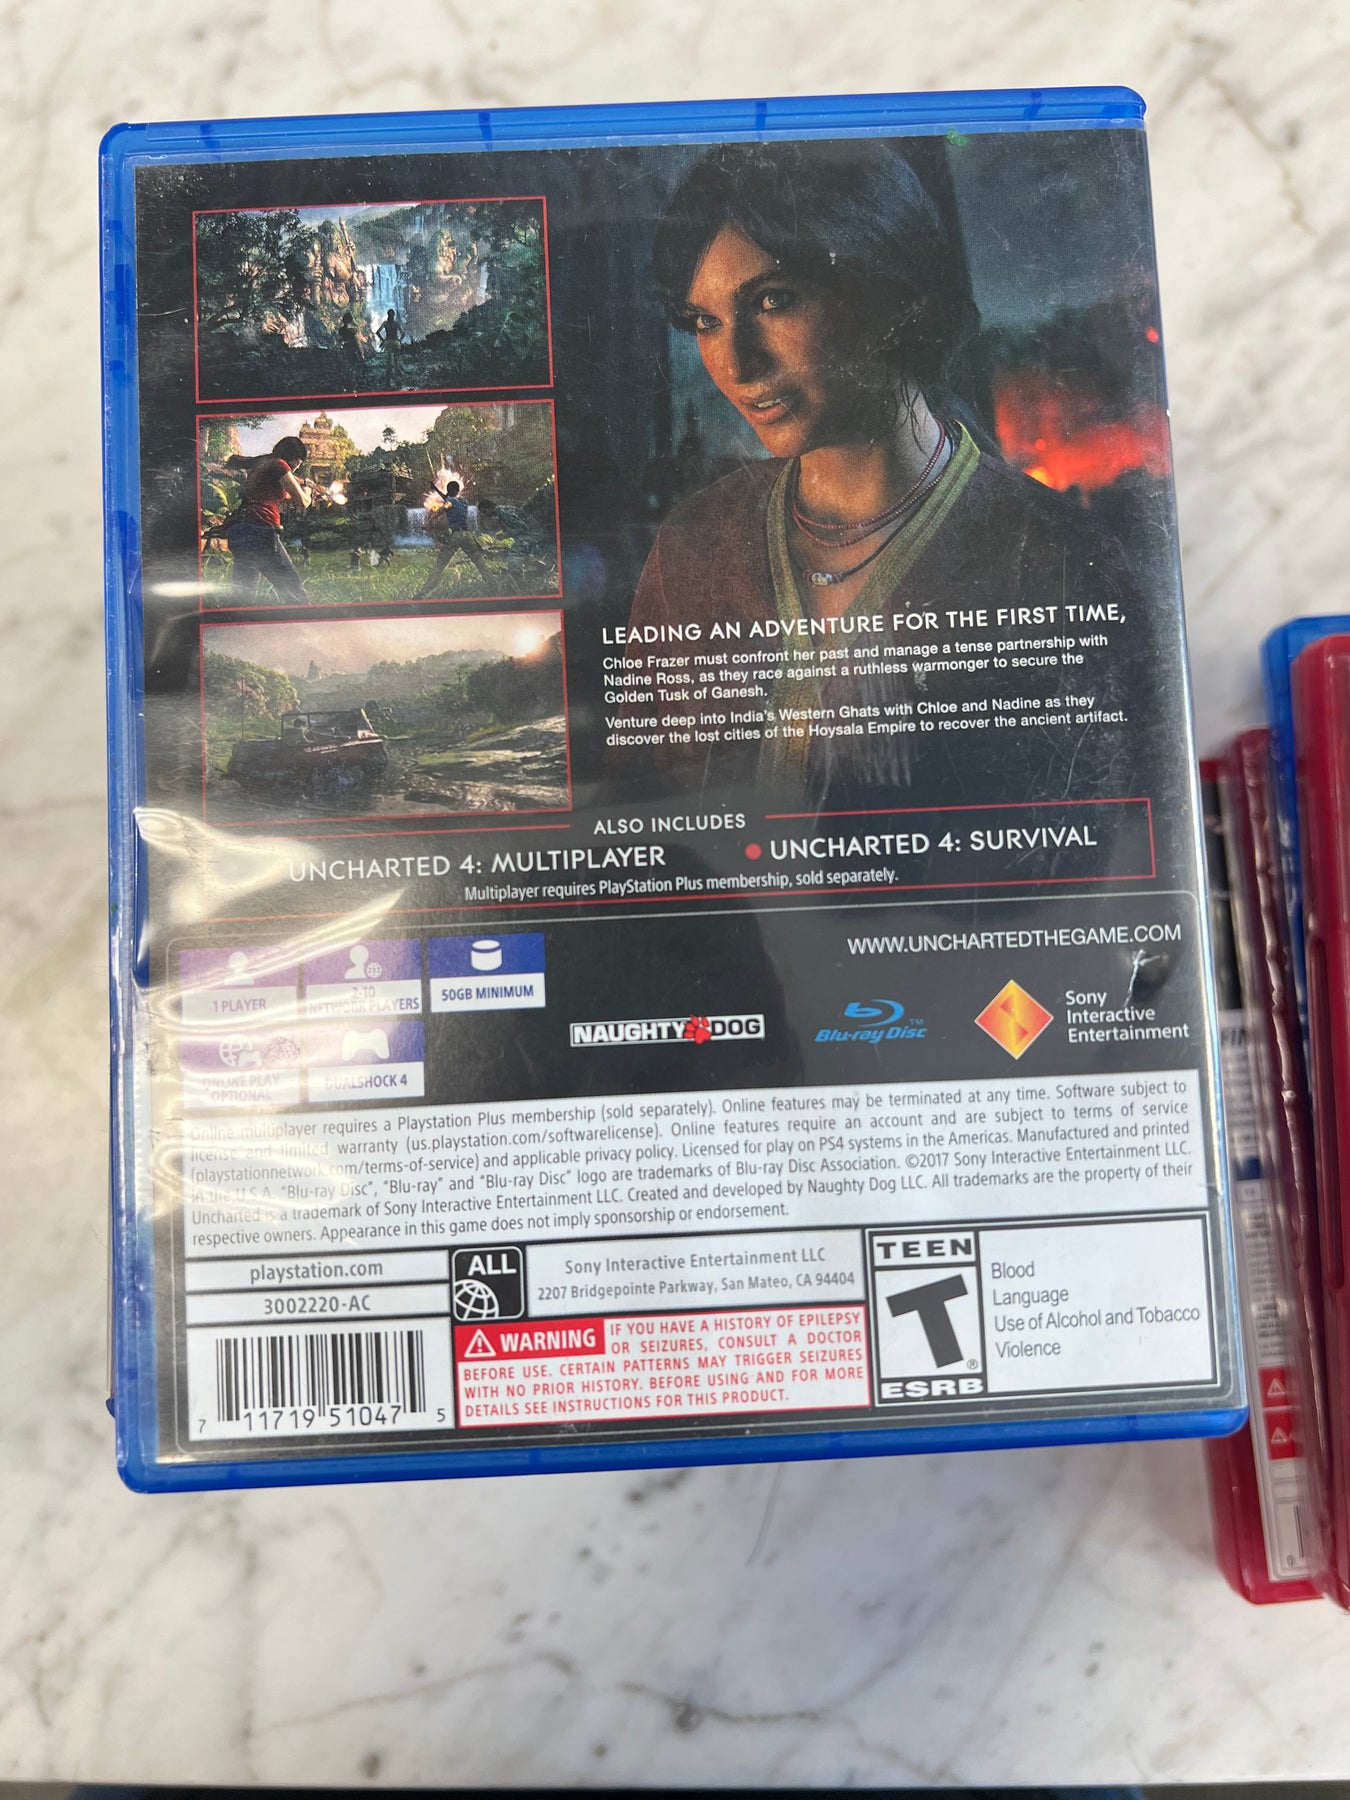 LEADING AN ADVENTURE FOR THE FIRST TIME,
Chloe Frazer must confront her past and manage a tense partnership with
Nadine Ross, as they race against a ruthless warmonger to secure the
Golden Tusk of Ganesh.
Venture deep into India's Western Ghats with Chloe and Nadine as they
discover the lost cities of the Hoysala Empire to recover the ancient artifact.
ALSO INCLUDES
UNCHARTED 4: MULTIPLAYER
UNCHARTED 4: SURVIVAL
Multiplayer requires PlayStation Plus membership, sold separately.
1 PLAYER
2-10
NETWORK PLAYERS
50GB MINIMUM
ONLINE PLAY
OPTIONAL
DUALSHOCK 4
WWW.UNCHARTEDTHEGAME.COM
NAUGHTY DOG
Blu-ray Disc™
Sony
Interactive
Entertainment
Online multiplayer requires a Playstation Plus membership (sold separately). Online features may be terminated at any time. Software subject to
license and limited warranty (us.playstation.com/softwarelicense). Online features require an account and are subject to terms of service
(playstationnetwork.com/terms-of-service) and applicable privacy policy. Licensed for play on PS4 systems in the Americas. Manufactured and printed
in the U.S.A. "Blu-ray Disc", "Blu-ray" and "Blu-ray Disc" logo are trademarks of Blu-ray Disc Association. ©2017 Sony Interactive Entertainment LLC.
Uncharted is a trademark of Sony Interactive Entertainment LLC. Created and developed by Naughty Dog LLC. All trademarks are the property of their
respective owners. Appearance in this game does not imply sponsorship or endorsement.
playstation.com
3002220-AC
ALL
Sony Interactive Entertainment LLC
2207 Bridgepointe Parkway, San Mateo, CA 94404
WARNING IF YOU HAVE A HISTORY OF EPILEPSY
OR SEIZURES, CONSULT A DOCTOR
BEFORE USE. CERTAIN PATTERNS MAY TRIGGER SEIZURES
WITH NO PRIOR HISTORY. BEFORE USING AND FOR MORE
DETAILS SEE INSTRUCTIONS FOR THIS PRODUCT.
TEEN
T®
ESRB
Blood
Language
Use of Alcohol and Tobacco
Violence
7 11719 51047 5